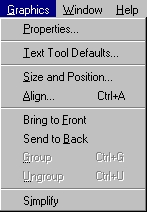 Graphics Window Help
Properties...
Text Tool Defaults...
Size and Position...
Align... Ctrl+A
Bring to Front
Send to Back
Group Ctrl+G
Ungroup Ctrl+U
Simplify